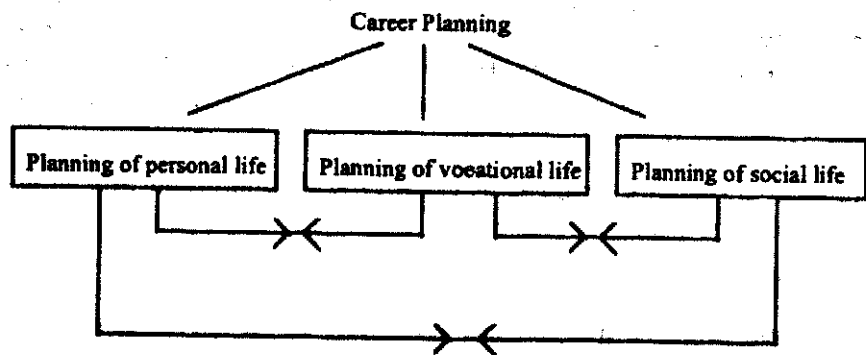 Career Planning
Planning of personal life
Planning of voeational life
Planning of social life